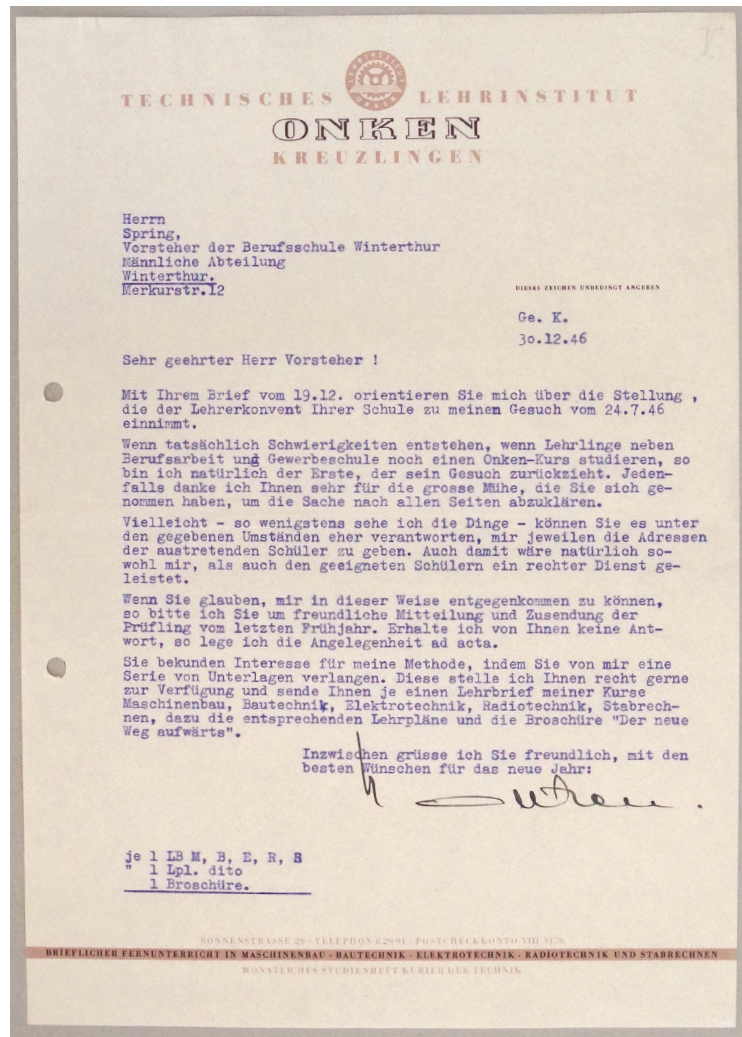 TECHNISCHES LEHRINSTITUT
ONKEN
KREUZLINGEN
Herrn
Spring,
Vorsteher der Berufsschule Winterthur
Männliche Abteilung
Winterthur.
Merkurstr.12
DIESES ZEICHEN UNBEDINGT ANGEBEN
Ge. K.
30.12.46
Sehr geehrter Herr Vorsteher !
Mit Ihrem Brief vom 19.12. orientieren Sie mich über die Stellung ,
die der Lehrerkonvent Ihrer Schule zu meinen Gesuch vom 24.7.46
einnimmt.
Wenn tatsächlich Schwierigkeiten entstehen, wenn Lehrlinge neben
Berufsarbeit und Gewerbeschule noch einen Onken-Kurs studieren, so
bin ich natürlich der Erste, der sein Gesuch zurückzieht. Jeden-
falls danke ich Ihnen sehr für die grosse Mühe, die Sie sich ge-
nommen haben, um die Sache nach allen Seiten abzuklären.
Vielleicht - so wenigstens sehe ich die Dinge - können Sie es unter
den gegebenen Umständen eher verantworten, mir jeweilen die Adressen
der austretenden Schüler zu geben. Auch damit wäre natürlich so-
wohl mir, als auch den geeigneten Schülern ein rechter Dienst ge-
leistet.
Wenn Sie glauben, mir in dieser Weise entgegenkommen zu können,
so bitte ich Sie um freundliche Mitteilung und Zusendung der
Prüfling vom letzten Frühjahr. Erhalte ich von Ihnen keine Ant-
wort, so lege ich die Angelegenheit ad acta.
Sie bekunden Interesse für meine Methode, indem Sie von mir eine
Serie von Unterlagen verlangen. Diese stelle ich Ihnen recht gerne
zur Verfügung und sende Ihnen je einen Lehrbrief meiner Kurse
Maschinenbau, Bautechnik, Elektrotechnik, Radiotechnik, Stabrech-
nen, dazu die entsprechenden Lehrpläne und die Broschüre "Der neue
Weg aufwärts".
Inzwischen grüsse ich Sie freundlich, mit den
besten Wünschen für das neue Jahr:
je 1 LB M, B, E, R, S
" 1 Lpl. dito
1 Broschüre.
SONNENSTRASSE 29 · TELEPHON 8.29.91 · POSTCHECKKONTO VIII
BRIEFLICHER FERNUNTERRICHT IN MASCHINENBAU · BAUTECHNIK · ELEKTROTECHNIK · RADIOTECHNIK UND STABRECHNEN
MONATLICHES STUDIENHEFT KURIER DER TECHNIK